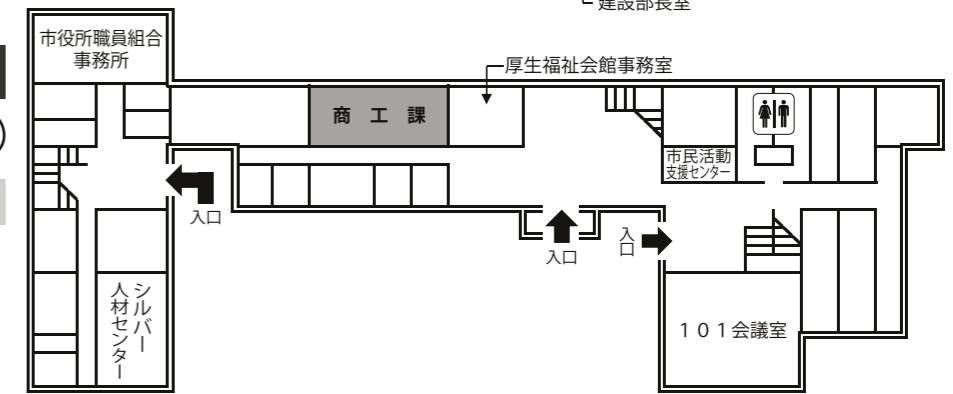 建設部長室
市役所職員組合
事務所
厚生福祉会館事務室
商工課
市民活動
支援センター
入口
入口
入口
シルバー
人材センター
101会議室